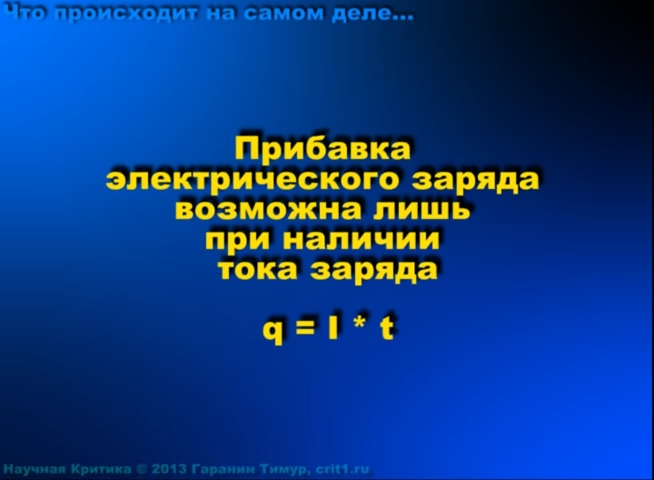 Что происходит на самом деле...
Прибавка
электрического заряда
возможна лишь
при наличии
тока заряда
q = I * t
Научная Критика © 2013 Гаранин Тимур, crit1.ru